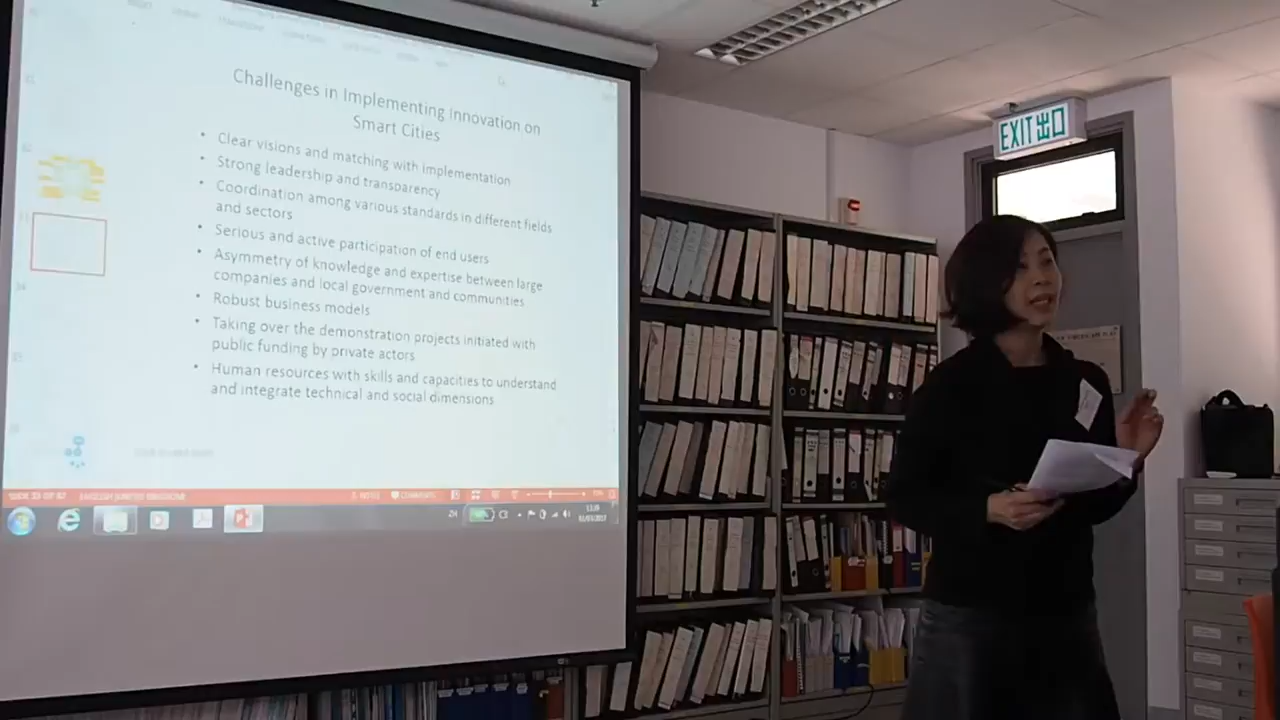 Challenges in Implementing Innovation on
Smart Cities
• Clear visions and matching with implementation
• Strong leadership and transparency
• Coordination among various standards in different fields
and sectors
• Serious and active participation of end users
• Asymmetry of knowledge and expertise between large
companies and local government and communities
• Robust business models
• Taking over the demonstration projects initiated with
public funding by private actors
• Human resources with skills and capacities to understand
and integrate technical and social dimensions
ZH
EXIT 出口